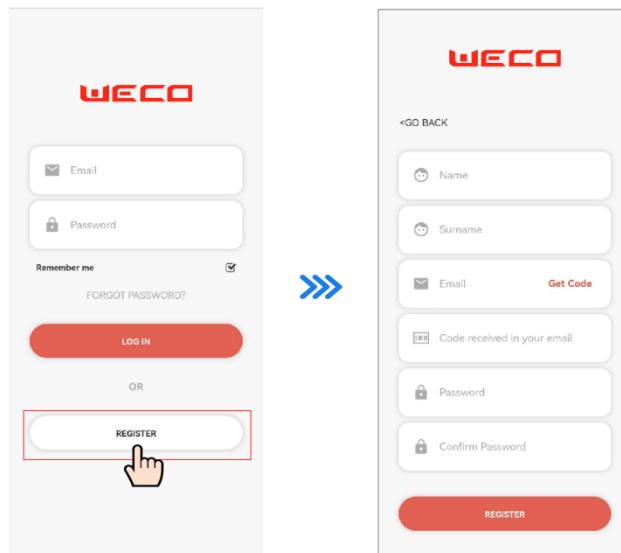 WECO
Email
Password
Remember me
FORGOT PASSWORD?
LOG IN
OR
REGISTER
WECO
<GO BACK
Name
Surname
Email Get Code
123 Code received in your email
Password
Confirm Password
REGISTER